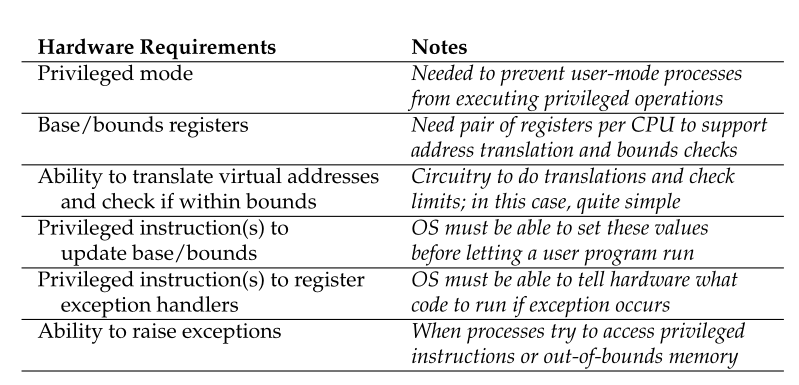 Hardware Requirements Notes
Privileged mode Needed to prevent user-mode processes
from executing privileged operations
Base/bounds registers Need pair of registers per CPU to support
address translation and bounds checks
Ability to translate virtual addresses Circuitry to do translations and check
and check if within bounds limits; in this case, quite simple
Privileged instruction(s) to OS must be able to set these values
update base/bounds before letting a user program run
Privileged instruction(s) to register OS must be able to tell hardware what
exception handlers code to run if exception occurs
Ability to raise exceptions When processes try to access privileged
instructions or out-of-bounds memory